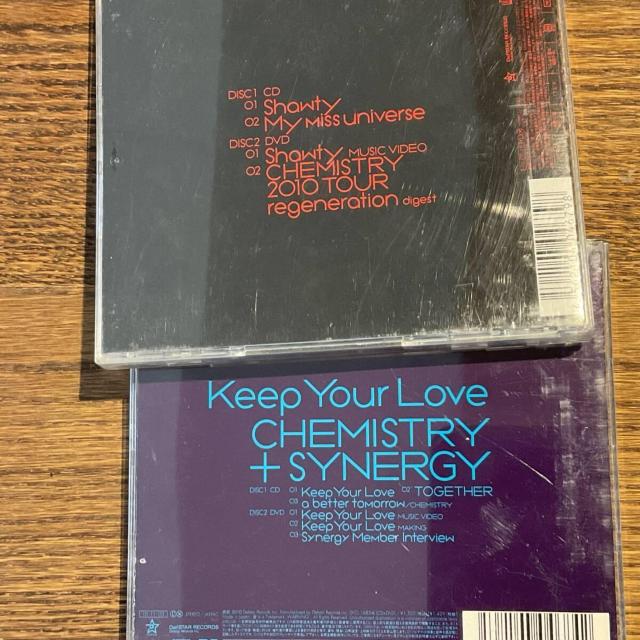 DISC1 CD
01 Shawty
02 My Miss universe
DISC2 DVD
01 Shawty MUSIC VIDEO
02 CHEMISTRY
2010 TOUR
regeneration digest
Keep Your Love
CHEMISTRY
+ SYNERGY
DISC1 CD 01 Keep Your Love 02 TOGETHER
03 a better tomorrow/CHEMISTRY
DISC2 DVD 01 Keep Your Love MUSIC VIDEO
02 Keep Your Love MAKING
03 Synergy Member Interview
DefSTAR RECORDS